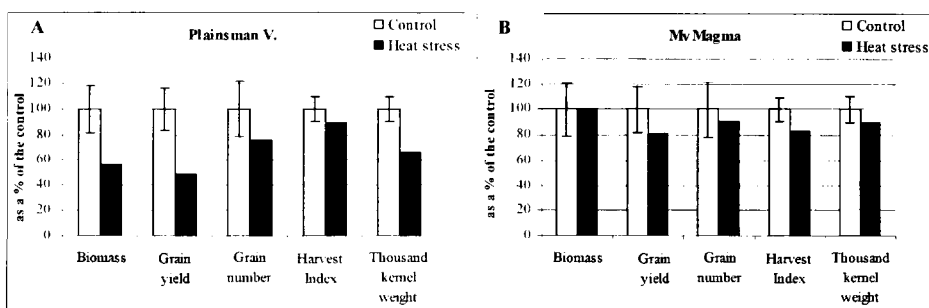 A
Plainsman V.
Control
Heat stress
as a % of the control
140
120
100
80
60
40
20
0
Biomass
Grain
yield
Grain
number
Harvest
Index
Thousand
kernel
weight
B
Mv Magma
Control
Heat stress
as a % of the control
140
120
100
80
60
40
20
0
Biomass
Grain
yield
Grain
number
Harvest
Index
Thousand
kernel
weight